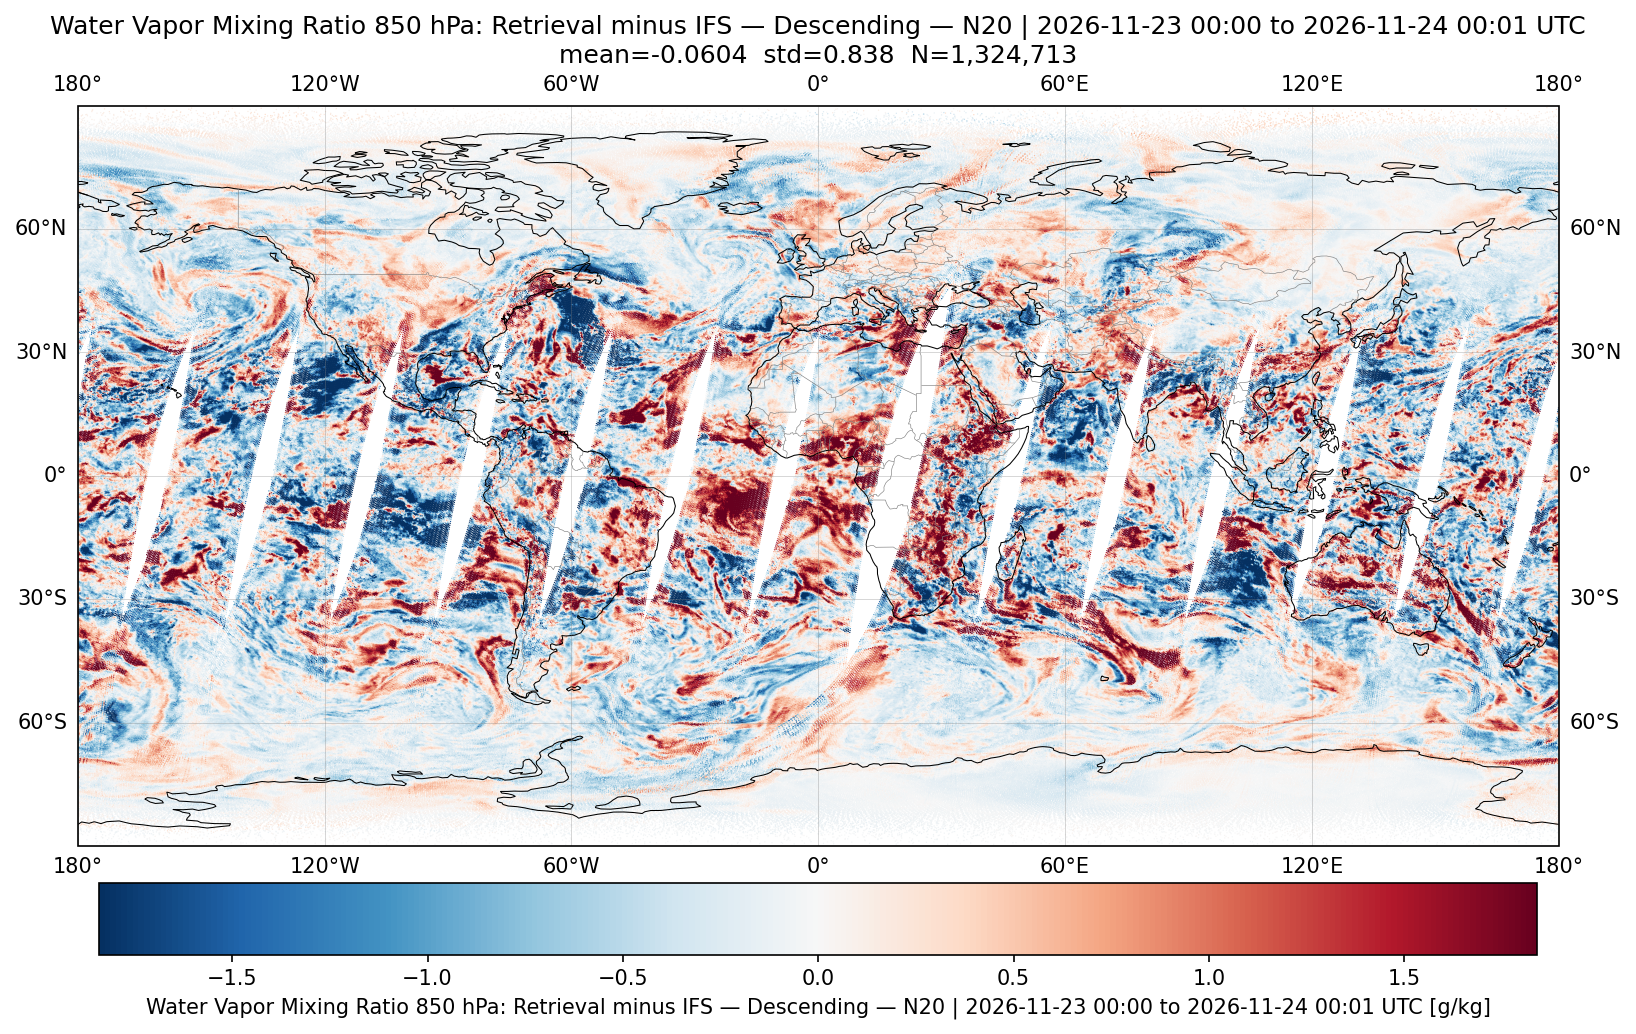 Water Vapor Mixing Ratio 850 hPa: Retrieval minus IFS — Descending — N20 | 2026-11-23 00:00 to 2026-11-24 00:01 UTC
mean=-0.0604 std=0.838 N=1,324,713
180° 120°W 60°W 0° 60°E 120°E 180°
60°N 60°N
30°N 30°N
0° 0°
30°S 30°S
60°S 60°S
180° 120°W 60°W 0° 60°E 120°E 180°
−1.5 −1.0 −0.5 0.0 0.5 1.0 1.5
Water Vapor Mixing Ratio 850 hPa: Retrieval minus IFS — Descending — N20 | 2026-11-23 00:00 to 2026-11-24 00:01 UTC [g/kg]